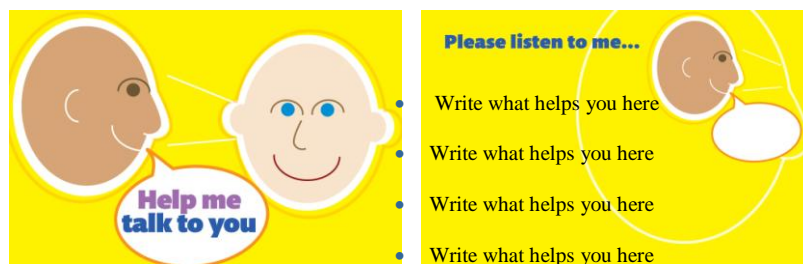 Help me
talk to you
Please listen to me...
• Write what helps you here
• Write what helps you here
• Write what helps you here
• Write what helps you here